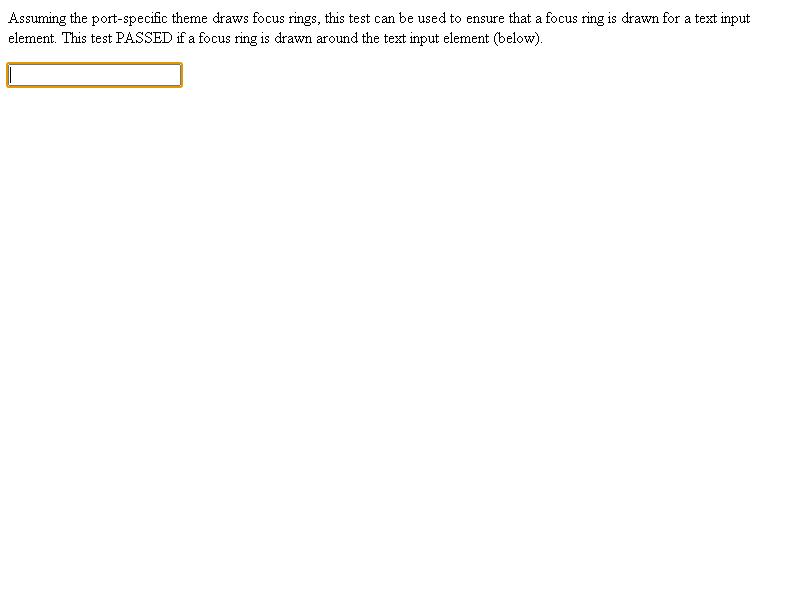 Assuming the port-specific theme draws focus rings, this test can be used to ensure that a focus ring is drawn for a text input
element. This test PASSED if a focus ring is drawn around the text input element (below).